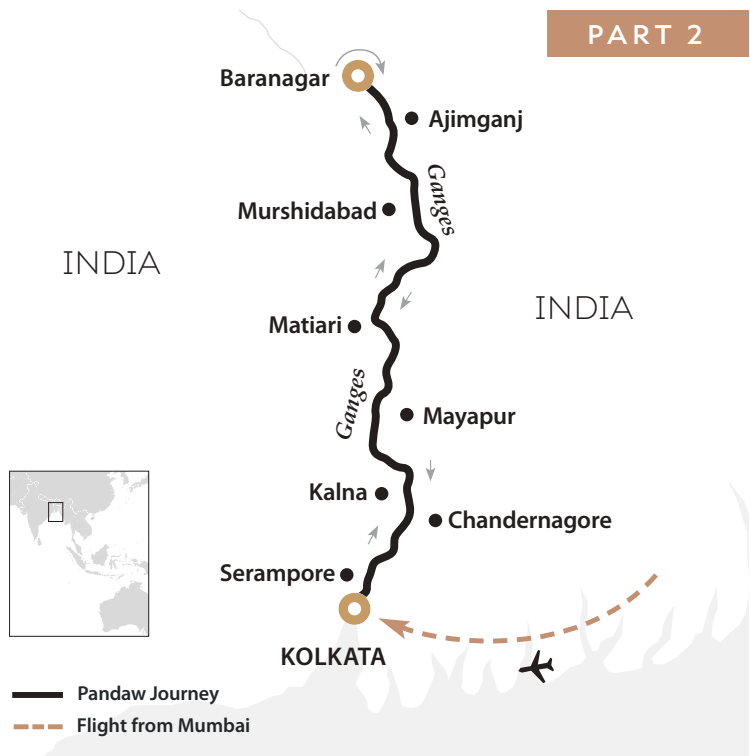 PART 2
Baranagar
Ajimganj
Ganges
Murshidabad
INDIA
INDIA
Matiari
Ganges
Mayapur
Kalna
Chandernagore
Serampore
KOLKATA
Pandaw Journey
Flight from Mumbai